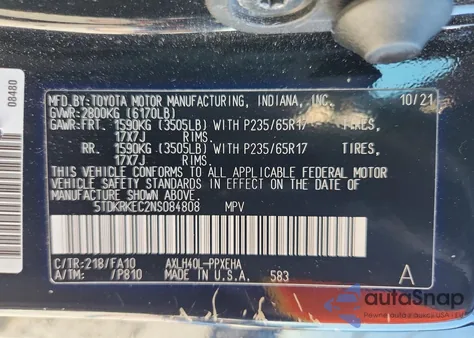 08480
MFD.BY:TOYOTA MOTOR MANUFACTURING, INDIANA, INC. 10/21
GVWR:2800KG (6170LB)
GAWR:FRT. 1590KG (3505LB) WITH P235/65R17 TIRES,
17X7J RIMS.
RR. 1590KG (3505LB) WITH P235/65R17 TIRES,
17X7J RIMS.
THIS VEHICLE CONFORMS TO ALL APPLICABLE FEDERAL MOTOR
VEHICLE SAFETY STANDARDS IN EFFECT ON THE DATE OF
MANUFACTURE SHOWN ABOVE.
5TDKRKEC2NS084808 MPV
C/TR:218/FA10 AXLH40L-PPXEHA
A/TM: /P810 MADE IN U.S.A. 583 A
autoSnap